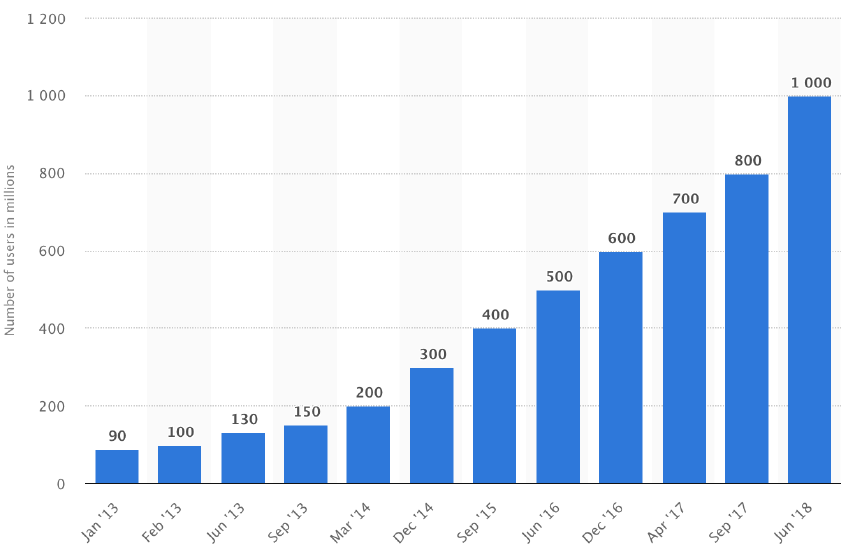 1 200
1 000
800
600
400
200
0
Number of users in millions
90
100
130
150
200
300
400
500
600
700
800
1 000
Jan '13
Feb '13
Jun '13
Sep '13
Mar '14
Dec '14
Sep '15
Jun '16
Dec '16
Apr '17
Sep '17
Jun '18